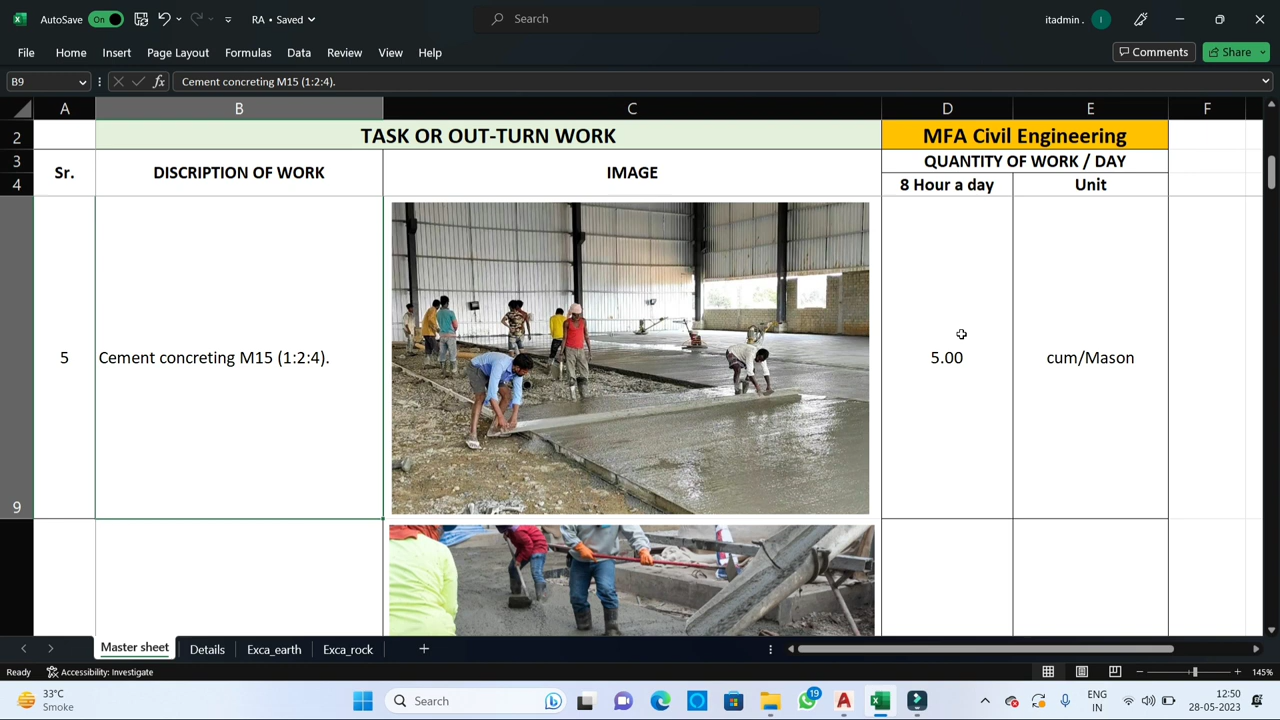 AutoSave On RA • Saved Search itadmin . I
File Home Insert Page Layout Formulas Data Review View Help Comments Share
B9 fx Cement concreting M15 (1:2:4).
A B C D E F
2 TASK OR OUT-TURN WORK MFA Civil Engineering
3 Sr. DISCRIPTION OF WORK IMAGE QUANTITY OF WORK / DAY
4 8 Hour a day Unit
5 Cement concreting M15 (1:2:4). 5.00 cum/Mason
9
Master sheet Details Exca_earth Exca_rock
Ready Accessibility: Investigate 145%
33°C Search 19 ENG 12:50
Smoke IN 28-05-2023